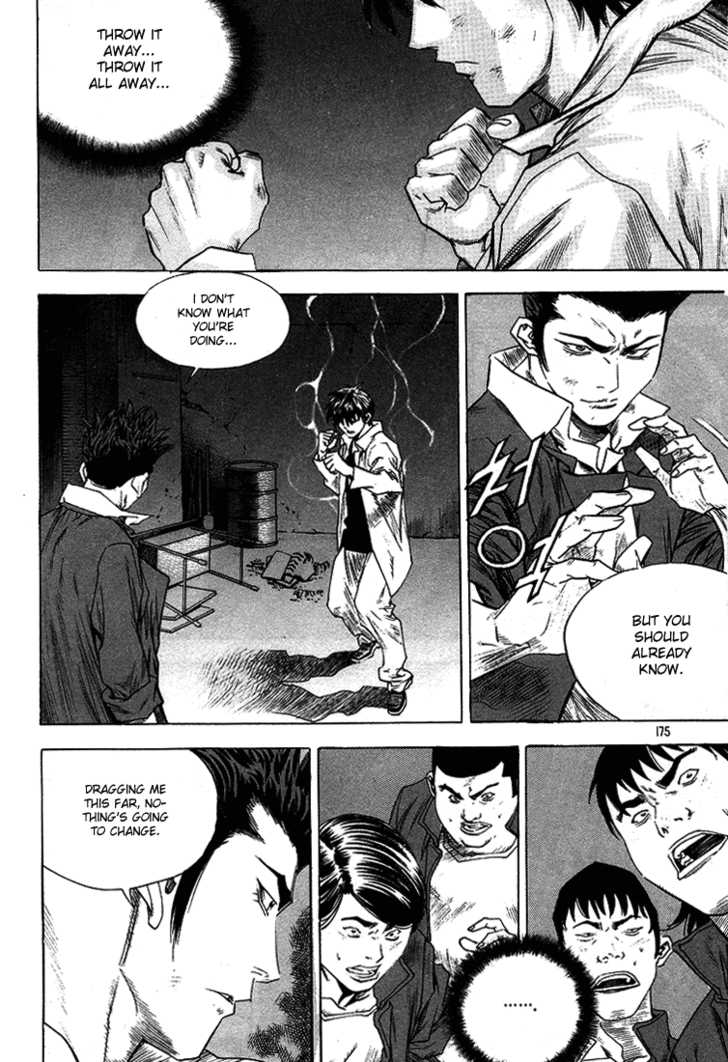 THROW IT
AWAY...
THROW IT
ALL AWAY...
I DON'T
KNOW WHAT
YOU'RE
DOING...
BUT YOU
SHOULD
ALREADY
KNOW.
175
DRAGGING ME
THIS FAR, NO-
THING'S GOING
TO CHANGE.
.......